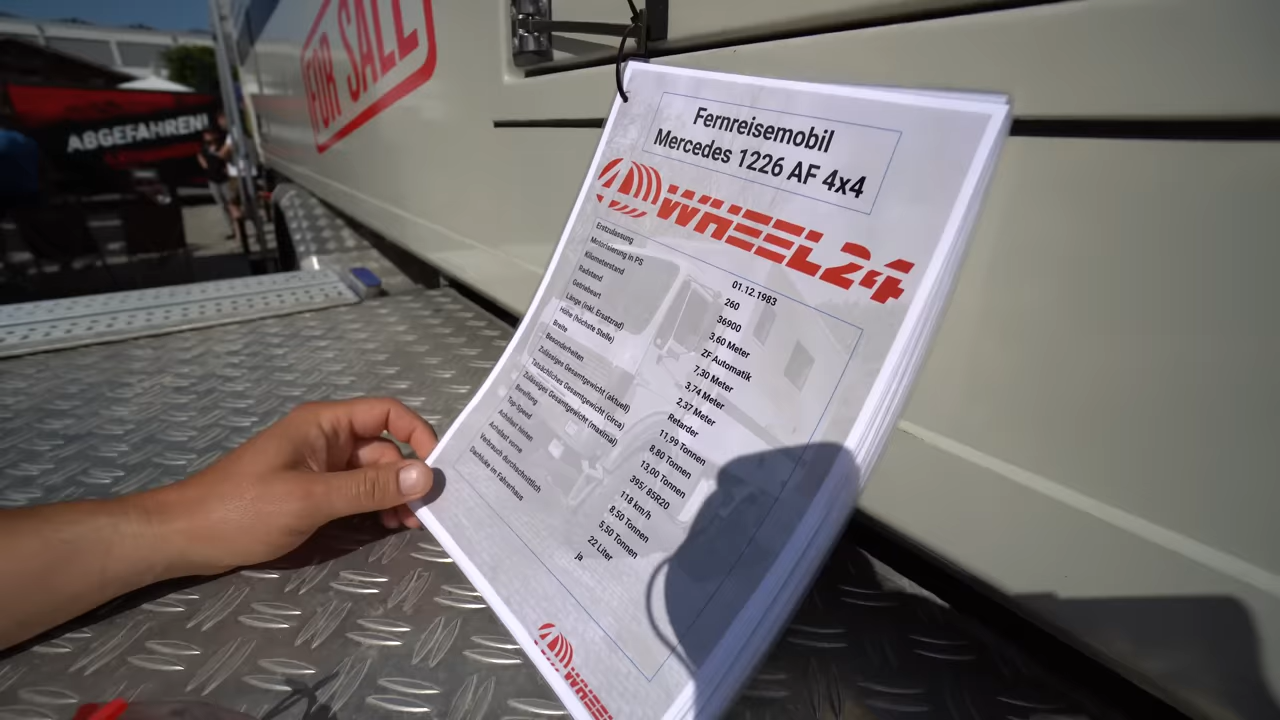 FOR SALE
ABGEFAHREN!
Fernreisemobil
Mercedes 1226 AF 4x4
4WHEEL24
Erstzulassung 01.12.1983
Motorisierung in PS 260
Kilometerstand 36900
Radstand 3,60 Meter
Getriebeart ZF Automatik
Länge (inkl. Ersatzrad) 7,30 Meter
Höhe (höchste Stelle) 3,74 Meter
Breite 2,37 Meter
Besonderheiten Retarder
Zulässiges Gesamtgewicht (aktuell) 11,99 Tonnen
Tatsächliches Gesamtgewicht (circa) 8,80 Tonnen
Zulässiges Gesamtgewicht (maximal) 13,00 Tonnen
Bereifung 395/ 85R20
Top-Speed 118 km/h
Achslast hinten 8,50 Tonnen
Achslast vorne 5,50 Tonnen
Verbrauch durchschnittlich 22 Liter
Dachluke im Fahrerhaus ja
WHEEL